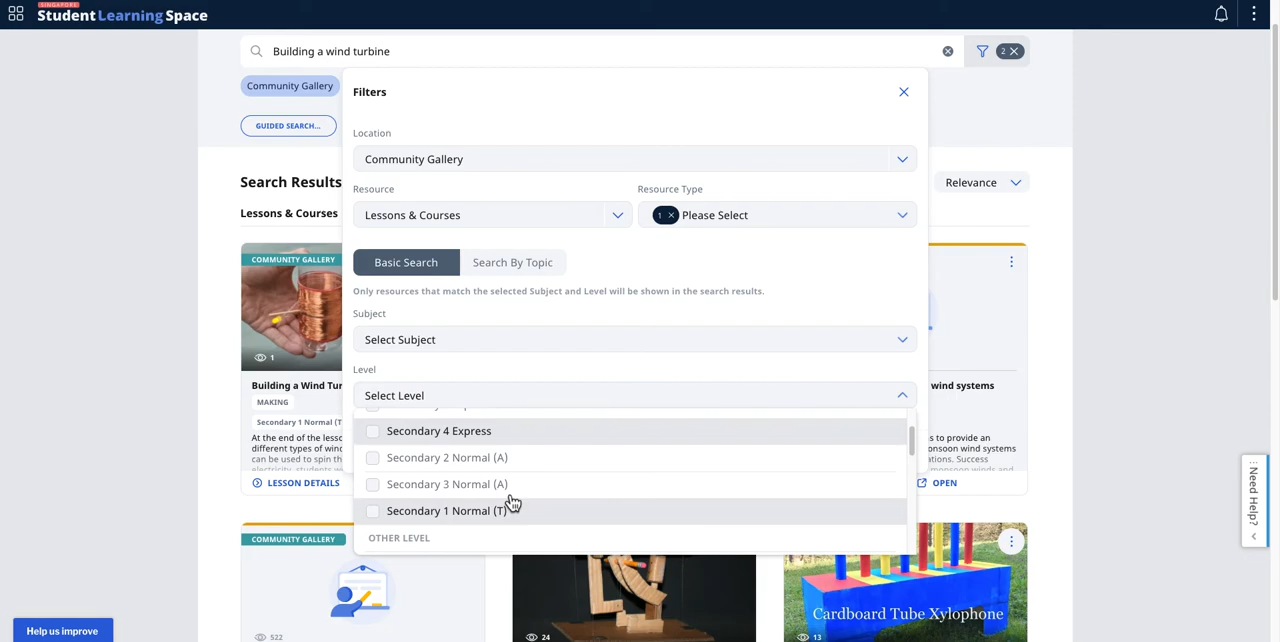 SINGAPORE
Student Learning Space
Building a wind turbine
2
Community Gallery
Filters
GUIDED SEARCH...
Location
Community Gallery
Search Results
Relevance
Resource
Resource Type
Lessons & Courses
1
Please Select
Lessons & Courses
COMMUNITY GALLERY
Basic Search
Search By Topic
Only resources that match the selected Subject and Level will be shown in the search results.
Subject
Select Subject
1
Level
Building a Wind Tur
wind systems
Select Level
MAKING
Secondary 1 Normal (T
Secondary 4 Express
Secondary 2 Normal (A)
Secondary 3 Normal (A)
Secondary 1 Normal (T)
OTHER LEVEL
At the end of the lesso
different types of wind
can be used to spin th
electricity, students w
s to provide an
onsoon wind systems
ations. Success
monsoon winds and
LESSON DETAILS
OPEN
Need Help?
COMMUNITY GALLERY
Cardboard Tube Xylophone
522
24
13
Help us improve